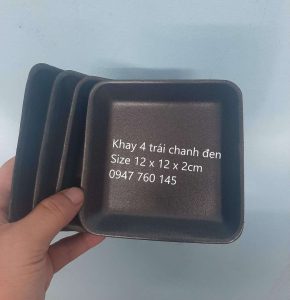 Khay 4 trái chanh đen
Size 12 x 12 x 2cm
0947 760 145